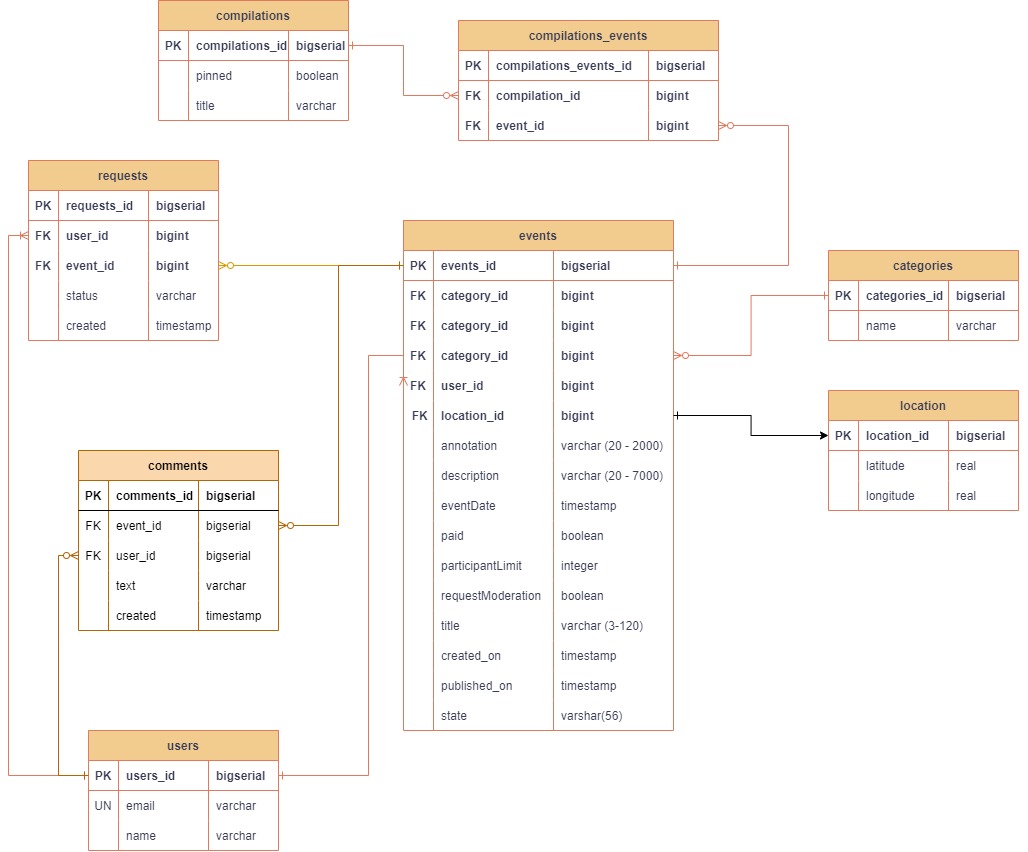 compilations
PK compilations_id bigserial
pinned boolean
title varchar
compilations_events
PK compilations_events_id bigserial
FK compilation_id bigint
FK event_id bigint
requests
PK requests_id bigserial
FK user_id bigint
FK event_id bigint
status varchar
created timestamp
events
PK events_id bigserial
FK category_id bigint
FK category_id bigint
FK category_id bigint
FK user_id bigint
FK location_id bigint
annotation varchar (20 - 2000)
description varchar (20 - 7000)
eventDate timestamp
paid boolean
participantLimit integer
requestModeration boolean
title varchar (3-120)
created_on timestamp
published_on timestamp
state varshar(56)
categories
PK categories_id bigserial
name varchar
location
PK location_id bigserial
latitude real
longitude real
comments
PK comments_id bigserial
FK event_id bigserial
FK user_id bigserial
text varchar
created timestamp
users
PK users_id bigserial
UN email varchar
name varchar